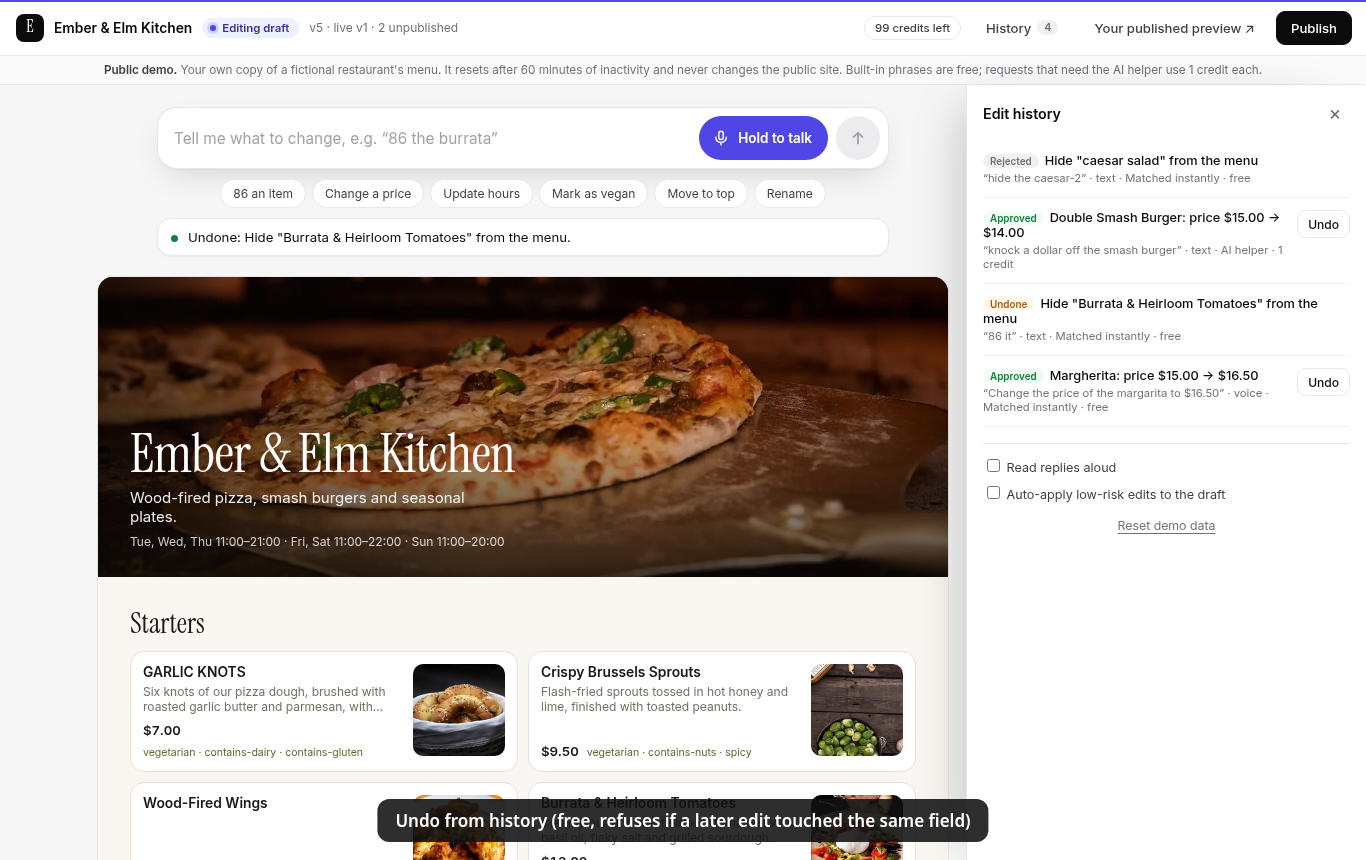 E
Ember & Elm Kitchen
Editing draft
v5 · live v1 · 2 unpublished
99 credits left
History 4
Your published preview ↗
Publish
Public demo. Your own copy of a fictional restaurant's menu. It resets after 60 minutes of inactivity and never changes the public site. Built-in phrases are free; requests that need the AI helper use 1 credit each.
Tell me what to change, e.g. “86 the burrata”
Hold to talk
86 an item
Change a price
Update hours
Mark as vegan
Move to top
Rename
Undone: Hide "Burrata & Heirloom Tomatoes" from the menu.
Ember & Elm Kitchen
Wood-fired pizza, smash burgers and seasonal
plates.
Tue, Wed, Thu 11:00–21:00 · Fri, Sat 11:00–22:00 · Sun 11:00–20:00
Starters
GARLIC KNOTS
Six knots of our pizza dough, brushed with
roasted garlic butter and parmesan, with...
$7.00
vegetarian · contains-dairy · contains-gluten
Crispy Brussels Sprouts
Flash-fried sprouts tossed in hot honey and
lime, finished with toasted peanuts.
$9.50 vegetarian · contains-nuts · spicy
Wood-Fired Wings
Burrata & Heirloom Tomatoes
basil oil, flaky salt and grilled sourdough.
Undo from history (free, refuses if a later edit touched the same field)
Edit history
Rejected Hide "caesar salad" from the menu
“hide the caesar-2” · text · Matched instantly · free
Approved Double Smash Burger: price $15.00 →
$14.00
“knock a dollar off the smash burger” · text · AI helper · 1
credit
Undo
Undone Hide "Burrata & Heirloom Tomatoes" from the
menu
“86 it” · text · Matched instantly · free
Approved Margherita: price $15.00 → $16.50
“Change the price of the margarita to $16.50” · voice ·
Matched instantly · free
Undo
Read replies aloud
Auto-apply low-risk edits to the draft
Reset demo data